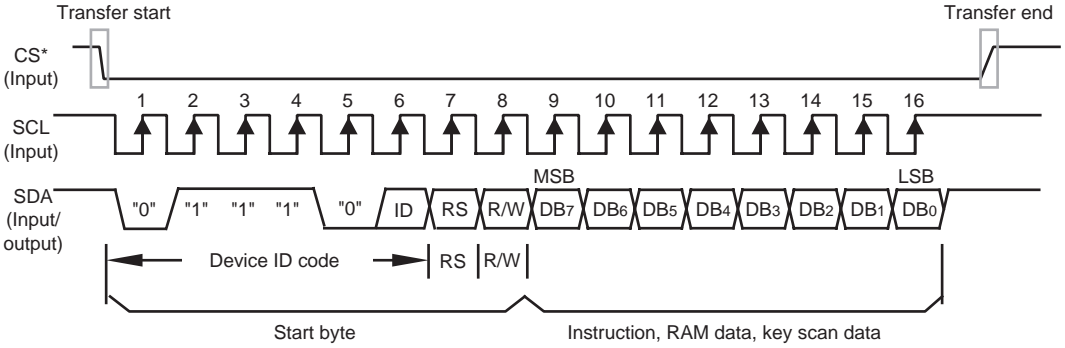 Transfer start
Transfer end
CS*
(Input)
1 2 3 4 5 6 7 8 9 10 11 12 13 14 15 16
SCL
(Input)
MSB LSB
SDA
(Input/
output)
"0" "1" "1" "1" "0" ID RS R/W DB7 DB6 DB5 DB4 DB3 DB2 DB1 DB0
Device ID code RS R/W
Start byte
Instruction, RAM data, key scan data